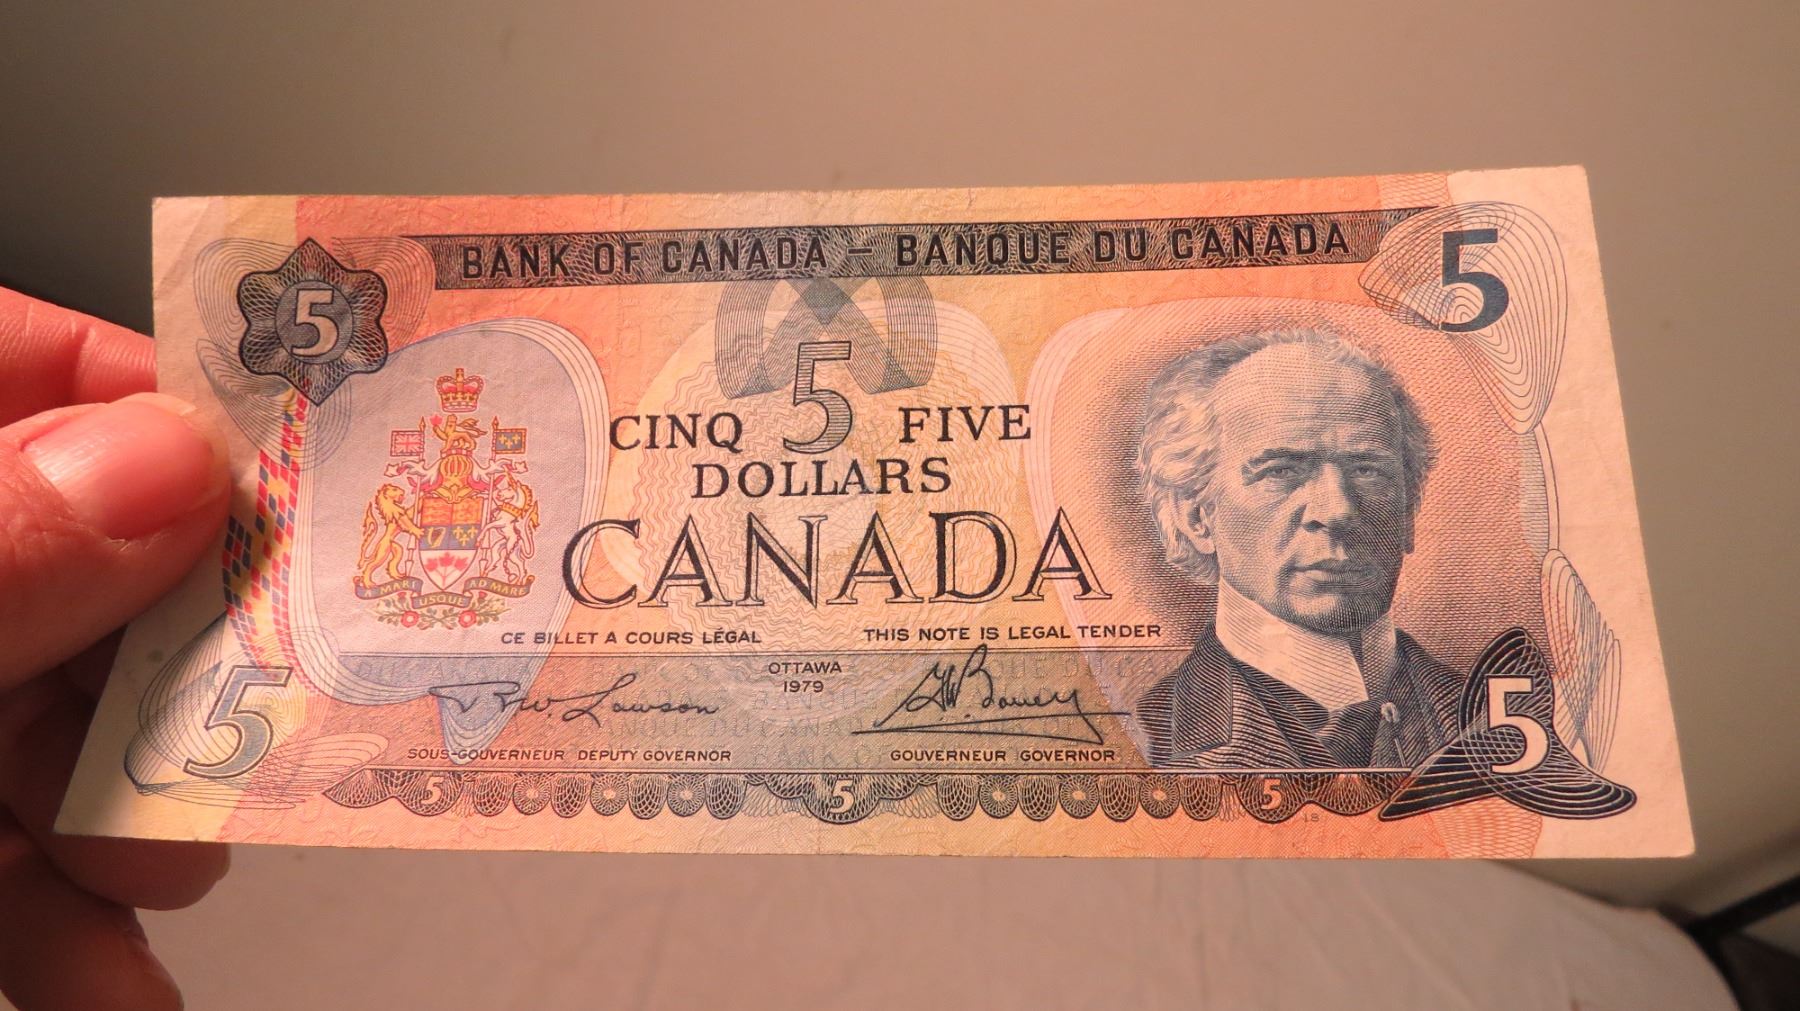 BANK OF CANADA – BANQUE DU CANADA
5
5
5
CINQ FIVE
DOLLARS
CANADA
A MARI USQUE AD MARE
CE BILLET A COURS LÉGAL
THIS NOTE IS LEGAL TENDER
OTTAWA
1979
R.W. Lawson
G.K. Bouey
SOUS-GOUVERNEUR DEPUTY GOVERNOR
GOUVERNEUR GOVERNOR
5
5
5
5
5